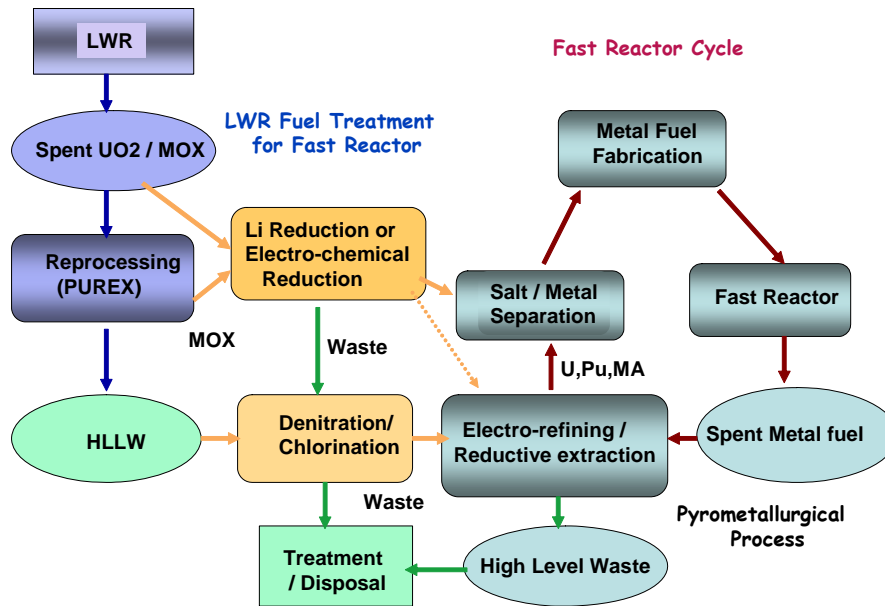 LWR
Fast Reactor Cycle
LWR Fuel Treatment
for Fast Reactor
Spent UO2 / MOX
Metal Fuel
Fabrication
Li Reduction or
Electro-chemical
Reduction
Reprocessing
(PUREX)
Salt / Metal
Separation
Fast Reactor
MOX
Waste
U,Pu,MA
HLLW
Denitration/
Chlorination
Electro-refining /
Reductive extraction
Spent Metal fuel
Waste
Pyrometallurgical
Process
Treatment
/ Disposal
High Level Waste